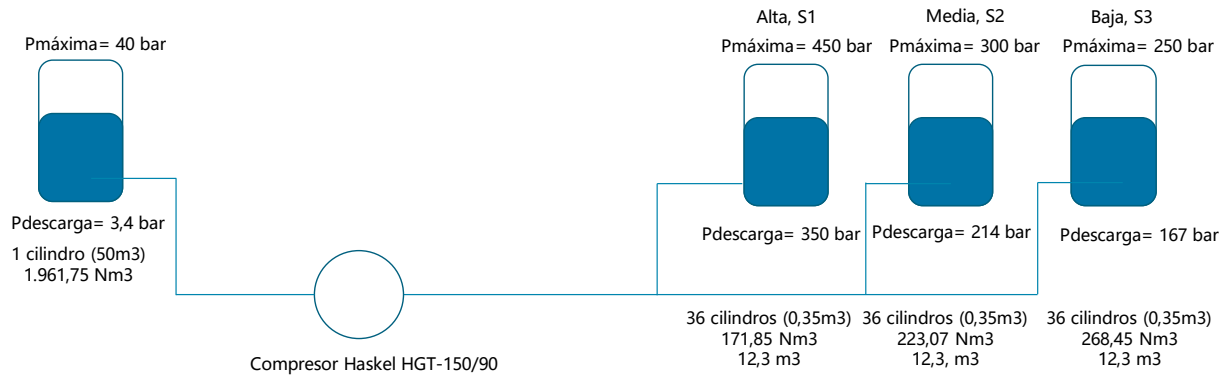 Pmáxima= 40 bar
Pdescarga= 3,4 bar
1 cilindro (50m3)
1.961,75 Nm3
Compresor Haskel HGT-150/90
Alta, S1
Pmáxima= 450 bar
Pdescarga= 350 bar
36 cilindros (0,35m3)
171,85 Nm3
12,3 m3
Media, S2
Pmáxima= 300 bar
Pdescarga= 214 bar
36 cilindros (0,35m3)
223,07 Nm3
12,3, m3
Baja, S3
Pmáxima= 250 bar
Pdescarga= 167 bar
36 cilindros (0,35m3)
268,45 Nm3
12,3 m3